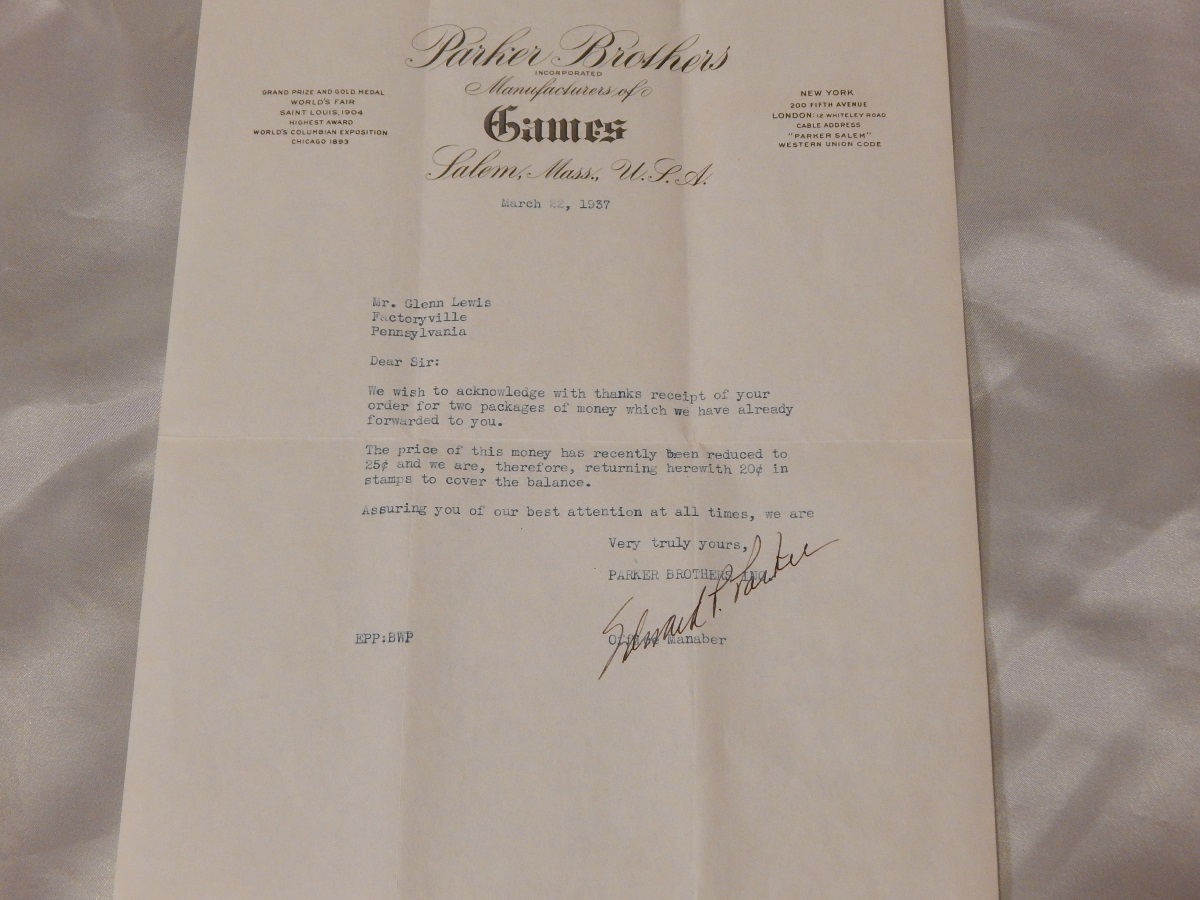 Parker Brothers
INCORPORATED
Manufacturers of
Games
Salem, Mass., U.S.A.
GRAND PRIZE AND GOLD MEDAL
WORLD'S FAIR
SAINT LOUIS, 1904
HIGHEST AWARD
WORLD'S COLUMBIAN EXPOSITION
CHICAGO 1893
NEW YORK
200 FIFTH AVENUE
LONDON: 12 WHITELEY ROAD
CABLE ADDRESS
"PARKER SALEM"
WESTERN UNION CODE
March 22, 1937
Mr. Glenn Lewis
Factoryville
Pennsylvania
Dear Sir:
We wish to acknowledge with thanks receipt of your
order for two packages of money which we have already
forwarded to you.
The price of this money has recently been reduced to
25¢ and we are, therefore, returning herewith 20¢ in
stamps to cover the balance.
Assuring you of our best attention at all times, we are
Very truly yours,
PARKER BROTHERS INC
Edward P. Parker
Office Manaber
EPP:BWP